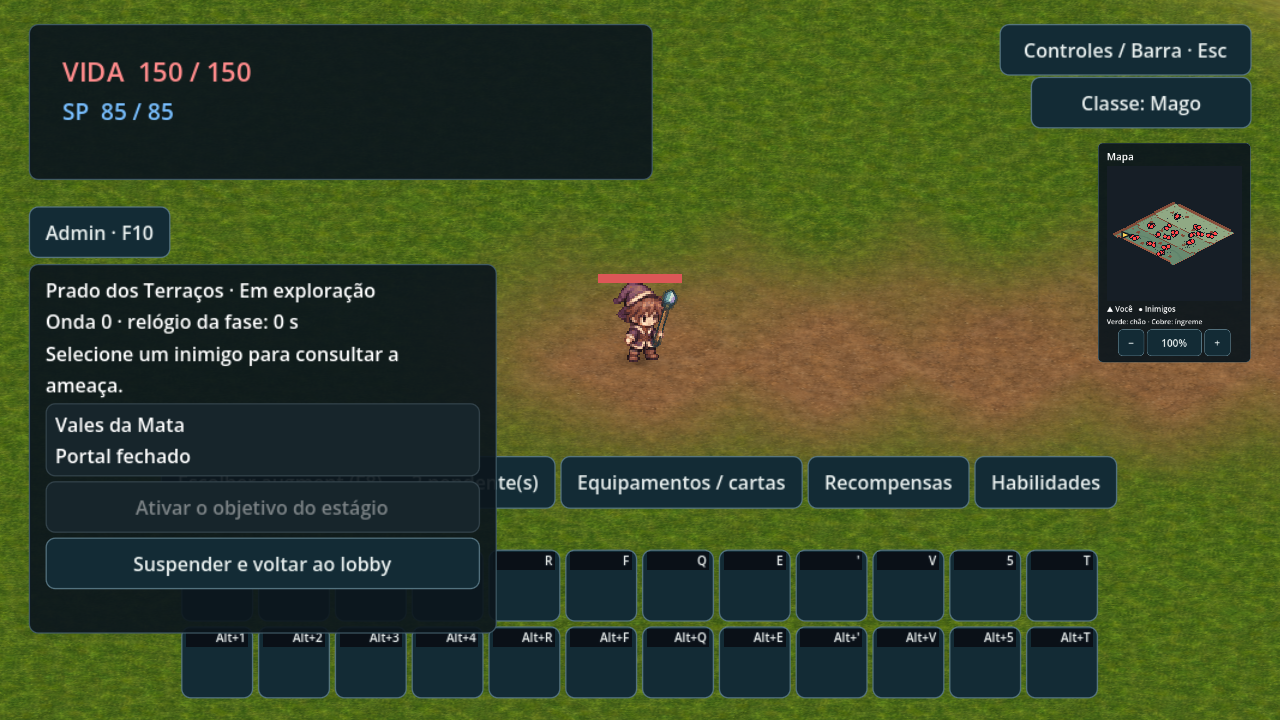 VIDA 150 / 150
SP 85 / 85
Controles / Barra · Esc
Classe: Mago
Mapa
▲ Você ● Inimigos
Verde: chão · Cobre: íngreme
− 100% +
Admin · F10
Prado dos Terraços · Em exploração
Onda 0 · relógio da fase: 0 s
Selecione um inimigo para consultar a
ameaça.
Vales da Mata
Portal fechado
Ativar o objetivo do estágio
Suspender e voltar ao lobby
te(s)
Equipamentos / cartas
Recompensas
Habilidades
R F Q E ' V 5 T
Alt+1 Alt+2 Alt+3 Alt+4 Alt+R Alt+F Alt+Q Alt+E Alt+' Alt+V Alt+5 Alt+T